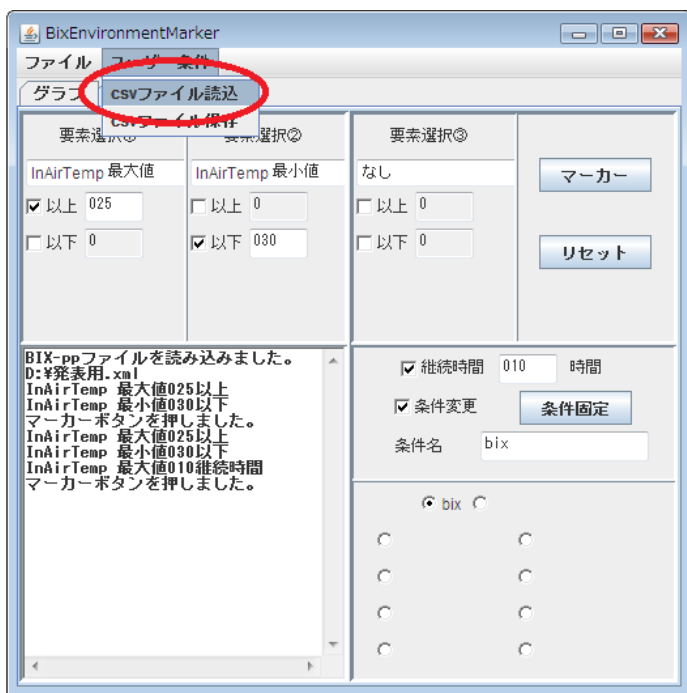 BixEnvironmentMarker
ファイル ユーザー条件
グラフ csvファイル読込
csvファイル保存
要素選択① 要素選択② 要素選択③
InAirTemp 最大値 InAirTemp 最小値 なし マーカー
以上 025 以上 0 以上 0
以下 0 以下 030 以下 0 リセット
BIX-ppファイルを読み込みました。
D:¥発表用.xml
InAirTemp 最大値025以上
InAirTemp 最小値030以下
マーカーボタンを押しました。
InAirTemp 最大値025以上
InAirTemp 最小値030以下
InAirTemp 最大値010継続時間
マーカーボタンを押しました。
継続時間 010 時間
条件変更 条件固定
条件名 bix
bix